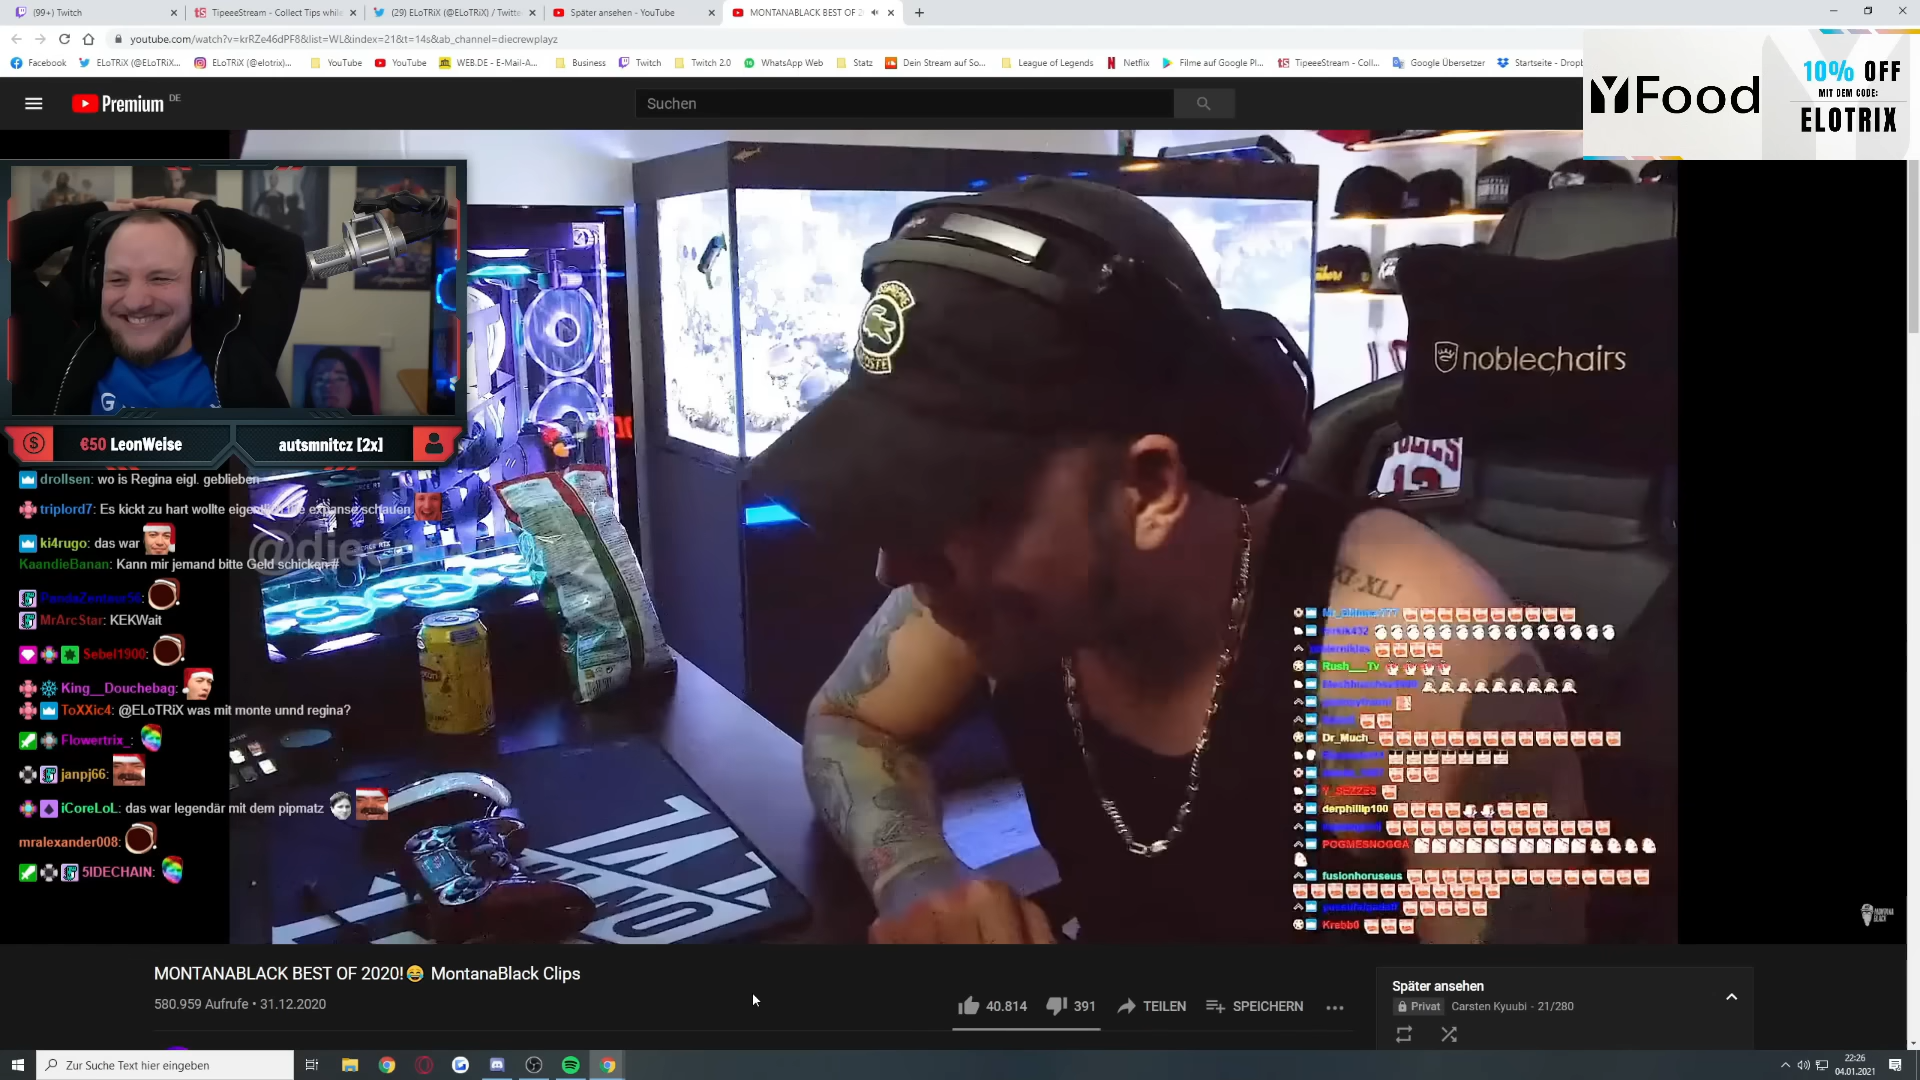 (99+) Twitch
TipeeeStream - Collect Tips while
(29) ELoTRiX (@ELoTRiX) / Twitte
Später ansehen - YouTube
MONTANABLACK BEST OF 2
youtube.com/watch?v=krRZe46dPF8&list=WL&index=21&t=14s&ab_channel=diecrewplayz
Facebook
ELoTRiX (@ELoTRiX...
ELoTRiX (@elotrix)...
YouTube
YouTube
WEB.DE - E-Mail-A...
Business
Twitch
Twitch 2.0
WhatsApp Web
Statz
Dein Stream auf So...
League of Legends
Netflix
Filme auf Google Pl...
TipeeeStream - Coll...
Google Übersetzer
Startseite - Dropb
YFood
10% OFF
MIT DEM CODE:
ELOTRIX
Premium DE
Suchen
noblechairs
€50 LeonWeise
autsmnitcz [2x]
drollsen: wo is Regina eigl. geblieben
triplord7: Es kickt zu hart wollte eigentlich the expanse schauen
ki4rugo: das war
KaandieBanan: Kann mir jemand bitte Geld schicken#
MrArcStar: KEKWait
Sebel1900:
King__Douchebag:
ToXXic4: @ELoTRiX was mit monte unnd regina?
Flowertrix_:
janpj66:
iCoreLoL: das war legendär mit dem pipmatz
mralexander008:
5IDECHAIN:
Rush___Tv
Dr_Much_
derphillip100
POGMESNOGGA
fusionhoruseus
Krebb0
MONTANABLACK BEST OF 2020!😂 MontanaBlack Clips
580.959 Aufrufe • 31.12.2020
40.814
391
TEILEN
SPEICHERN
Später ansehen
Privat
Carsten Kyuubi - 21/280
Zur Suche Text hier eingeben
22:26
04.01.2021